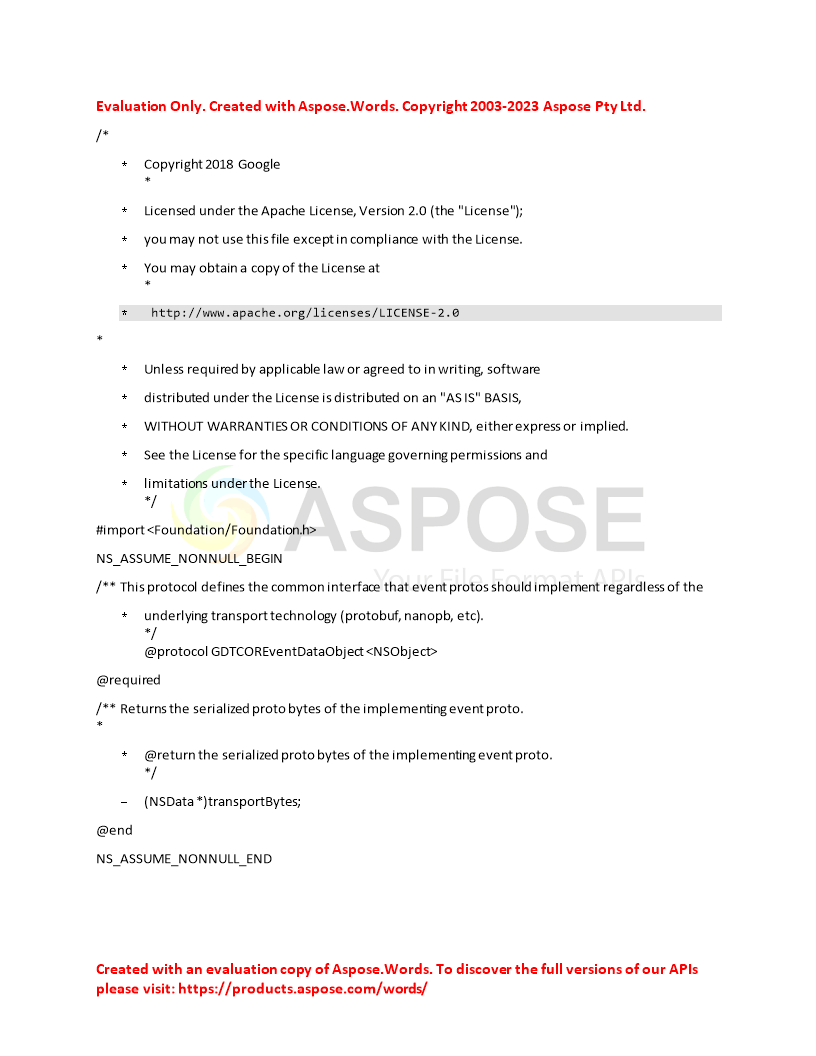 Evaluation Only. Created with Aspose.Words. Copyright 2003-2023 Aspose Pty Ltd.
/*
* Copyright 2018 Google
*
* Licensed under the Apache License, Version 2.0 (the "License");
* you may not use this file except in compliance with the License.
* You may obtain a copy of the License at
*
* http://www.apache.org/licenses/LICENSE-2.0
*
* Unless required by applicable law or agreed to in writing, software
* distributed under the License is distributed on an "AS IS" BASIS,
* WITHOUT WARRANTIES OR CONDITIONS OF ANY KIND, either express or implied.
* See the License for the specific language governing permissions and
* limitations under the License.
*/
ASPOSE
#import <Foundation/Foundation.h>
NS_ASSUME_NONNULL_BEGIN
Your File Format APIs
/** This protocol defines the common interface that event protos should implement regardless of the
* underlying transport technology (protobuf, nanopb, etc).
*/
@protocol GDTCOREventDataObject <NSObject>
@required
/** Returns the serialized proto bytes of the implementing event proto.
*
* @return the serialized proto bytes of the implementing event proto.
*/
– (NSData *)transportBytes;
@end
NS_ASSUME_NONNULL_END
Created with an evaluation copy of Aspose.Words. To discover the full versions of our APIs
please visit: https://products.aspose.com/words/